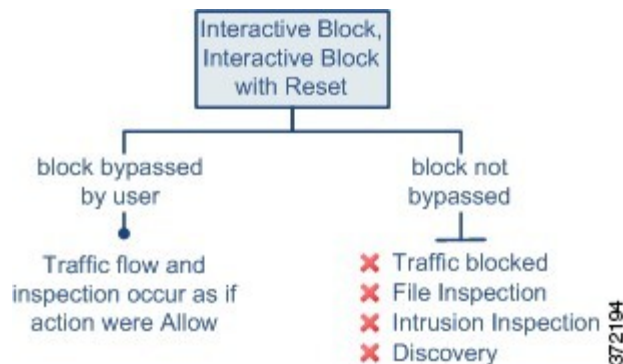 Interactive Block,
Interactive Block
with Reset
block bypassed
by user
Traffic flow and
inspection occur as if
action were Allow
block not
bypassed
Traffic blocked
File Inspection
Intrusion Inspection
Discovery
372194